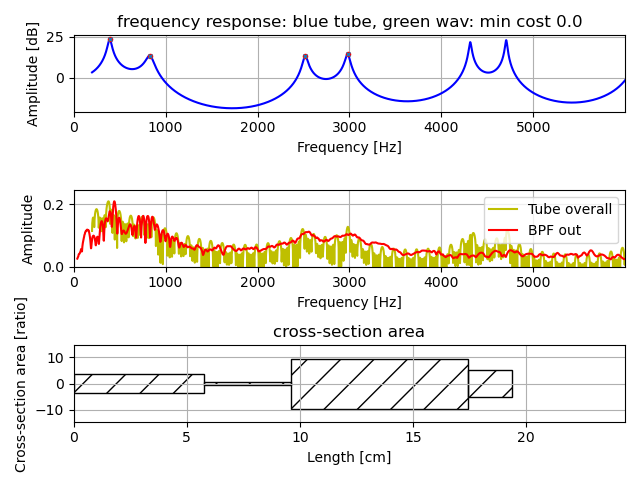 frequency response: blue tube, green wav: min cost 0.0
Amplitude [dB]
25
0
0 1000 2000 3000 4000 5000
Frequency [Hz]
Amplitude
0.2
0.0
Tube overall
BPF out
0 1000 2000 3000 4000 5000
Frequency [Hz]
cross-section area
Cross-section area [ratio]
10
0
−10
0 5 10 15 20
Length [cm]